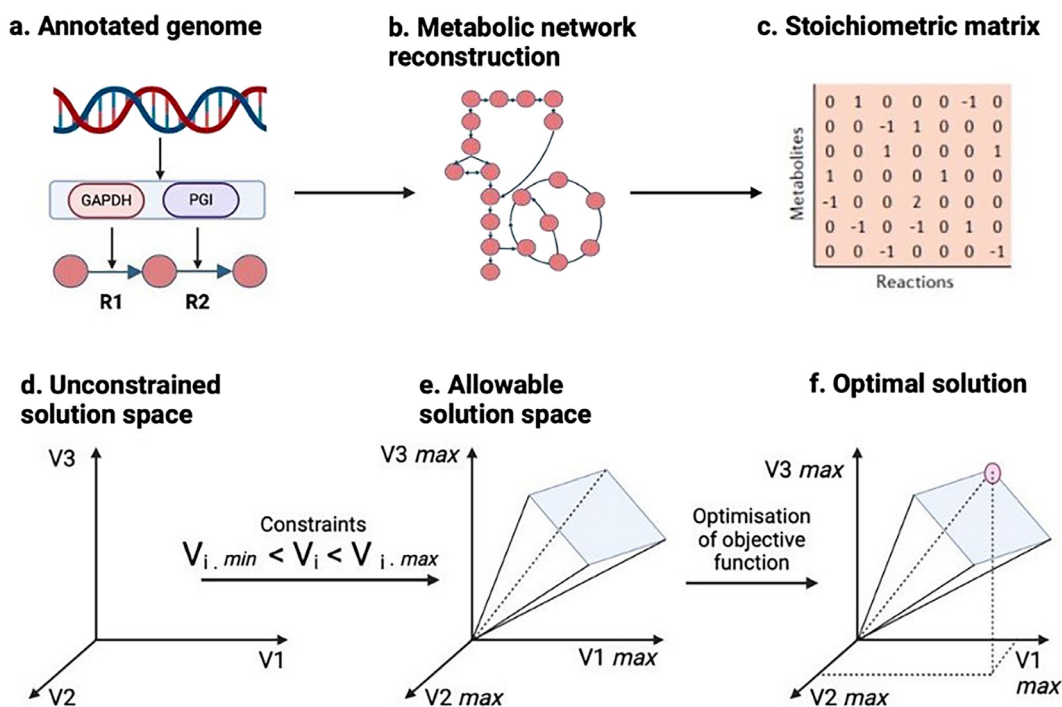 a. Annotated genome
b. Metabolic network
reconstruction
c. Stoichiometric matrix
GAPDH
PGI
R1
R2
Metabolites
0 1 0 0 0 -1 0
0 0 -1 1 0 0 0
0 0 1 0 0 0 1
1 0 0 0 1 0 0
-1 0 0 2 0 0 0
0 -1 0 -1 0 1 0
0 0 -1 0 0 0 -1
Reactions
d. Unconstrained
solution space
e. Allowable
solution space
f. Optimal solution
V3
Constraints
Vi. min < Vi < Vi. max
V1
V2
V3 max
V1 max
V2 max
Optimisation
of objective
function
V3 max
V1
max
V2 max